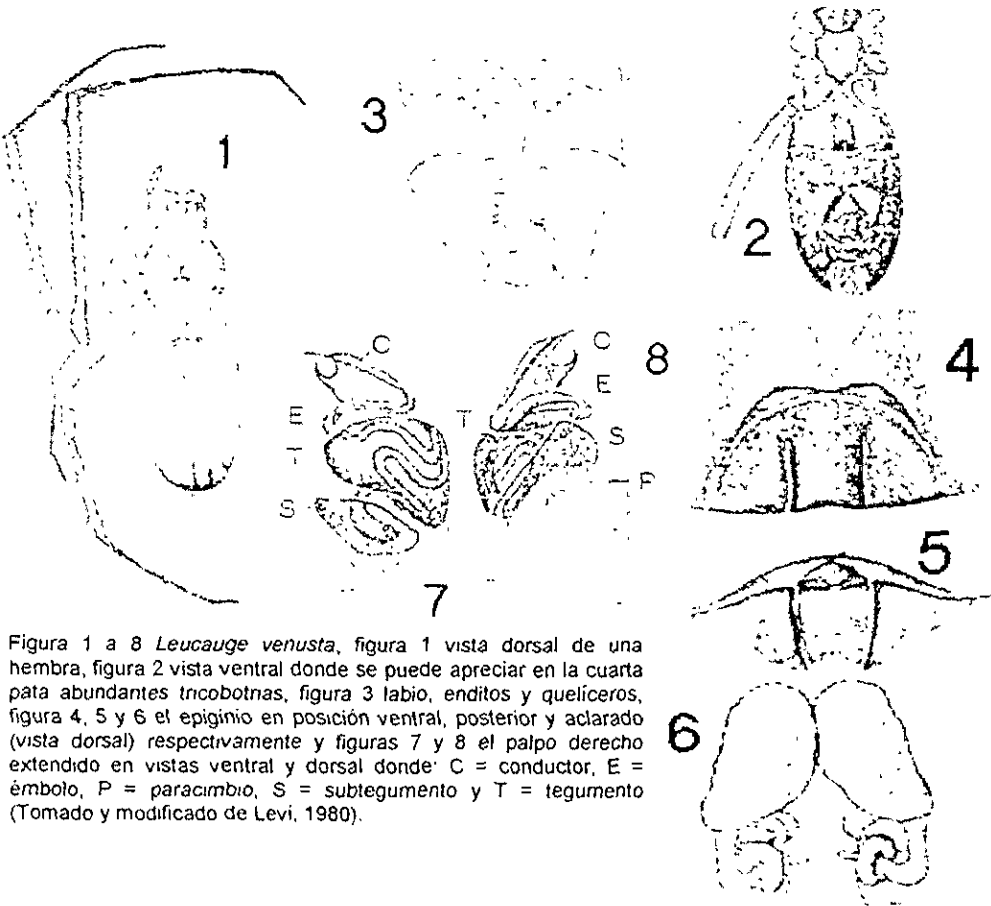 1
3
2
C
E
T
S
7
C
E
T
S
P
8
4
5
6
Figura 1 a 8 Leucauge venusta, figura 1 vista dorsal de una
hembra, figura 2 vista ventral donde se puede apreciar en la cuarta
pata abundantes tricobotrias, figura 3 labio, enditos y quelíceros,
figura 4, 5 y 6 el epiginio en posición ventral, posterior y aclarado
(vista dorsal) respectivamente y figuras 7 y 8 el palpo derecho
extendido en vistas ventral y dorsal donde: C = conductor, E =
émbolo, P = paracimbio, S = subtegumento y T = tegumento
(Tomado y modificado de Levi, 1980).